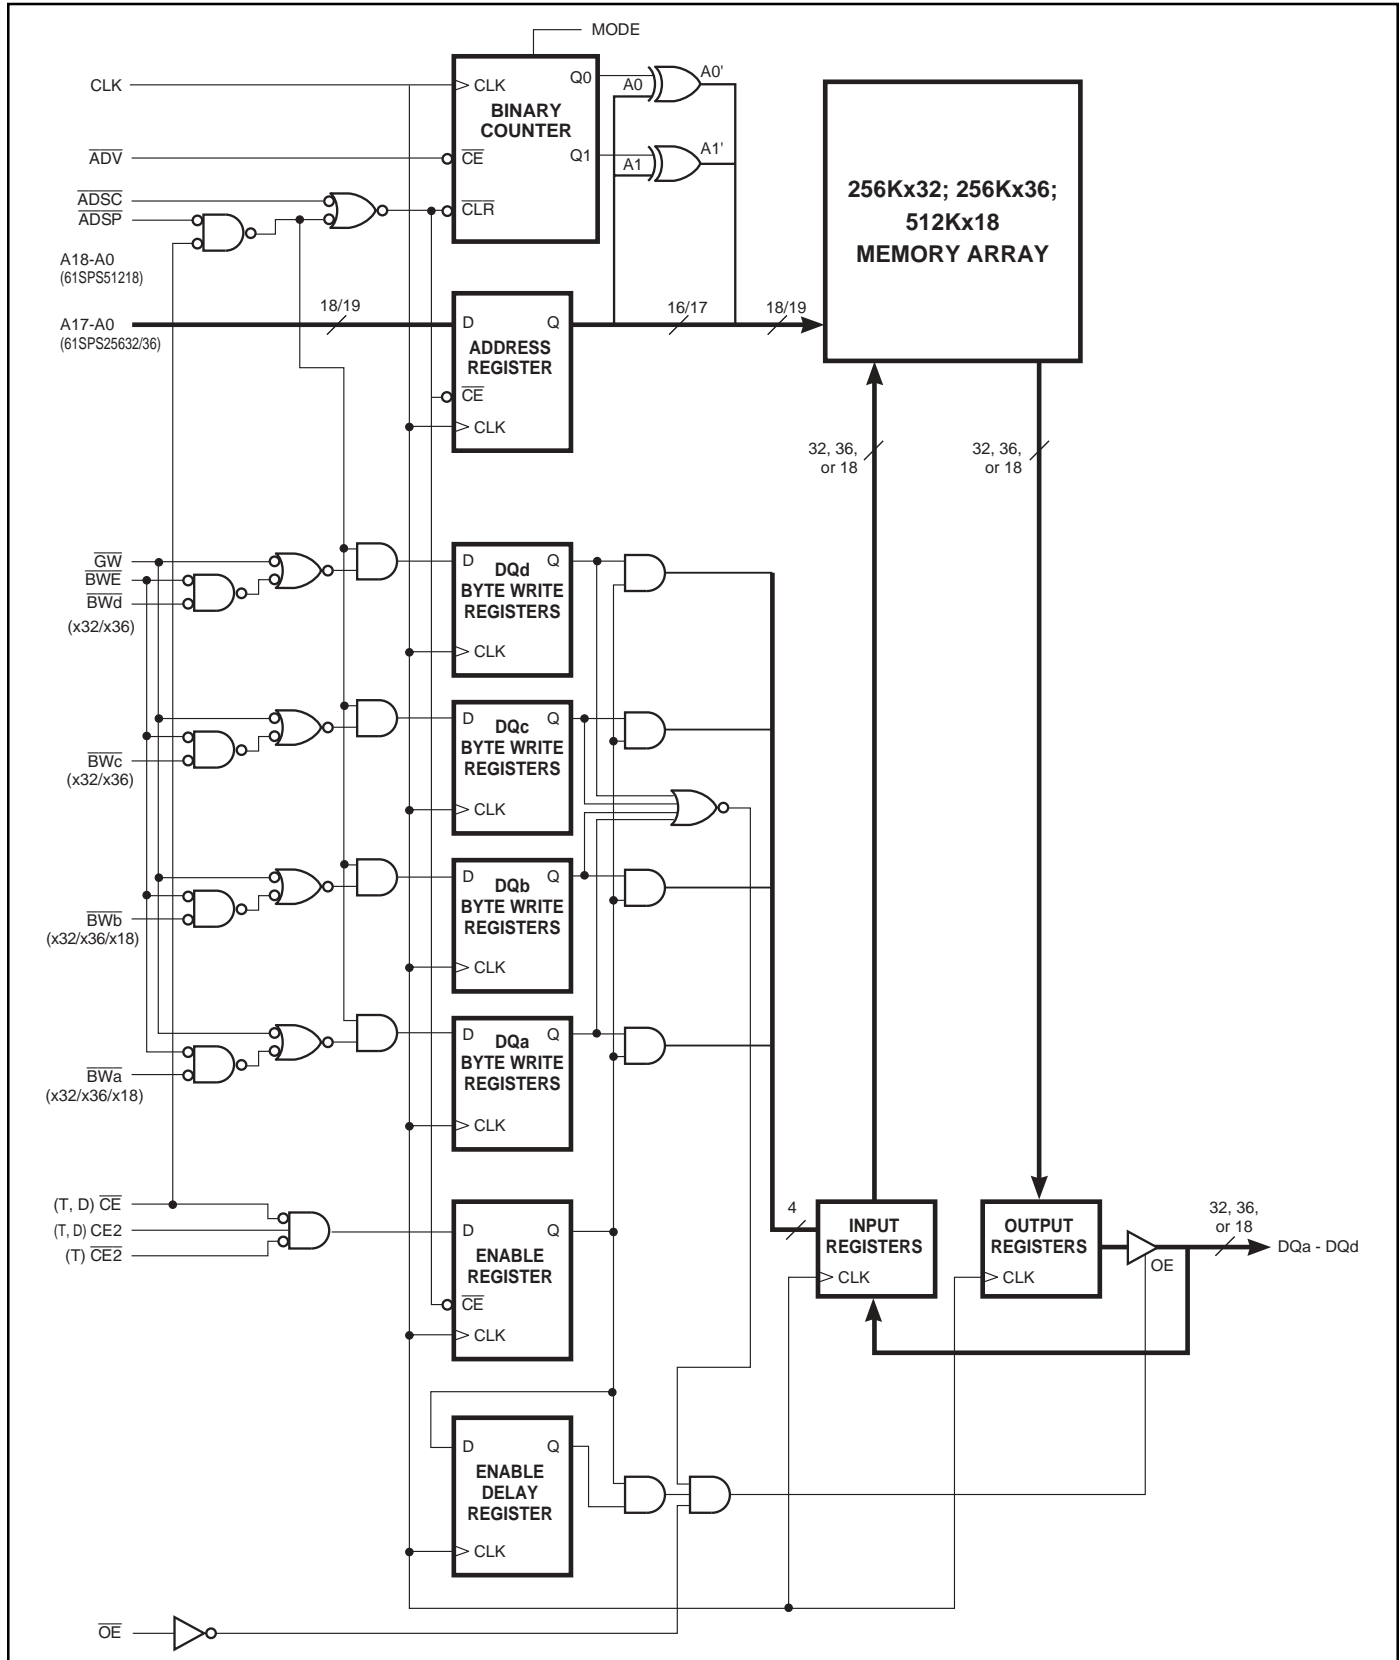 MODE
CLK
CLK
Q0
A0
A0'
BINARY
COUNTER
ADV
CE
Q1
A1
A1'
ADSC
ADSP
CLR
A18-A0
(61SPS51218)
256Kx32; 256Kx36;
512Kx18
MEMORY ARRAY
A17-A0
(61SPS25632/36)
18/19
D
Q
16/17
18/19
ADDRESS
REGISTER
CE
CLK
32, 36,
or 18
32, 36,
or 18
GW
BWE
BWd
(x32/x36)
D
DQd
Q
BYTE WRITE
REGISTERS
CLK
BWc
(x32/x36)
D
DQc
Q
BYTE WRITE
REGISTERS
CLK
BWb
(x32/x36/x18)
D
DQb
Q
BYTE WRITE
REGISTERS
CLK
BWa
(x32/x36/x18)
D
DQa
Q
BYTE WRITE
REGISTERS
CLK
(T, D) CE
(T, D) CE2
(T) CE2
D
Q
ENABLE
REGISTER
CE
CLK
4
INPUT
REGISTERS
CLK
OUTPUT
REGISTERS
CLK
OE
32, 36,
or 18
DQa - DQd
D
Q
ENABLE
DELAY
REGISTER
CLK
OE